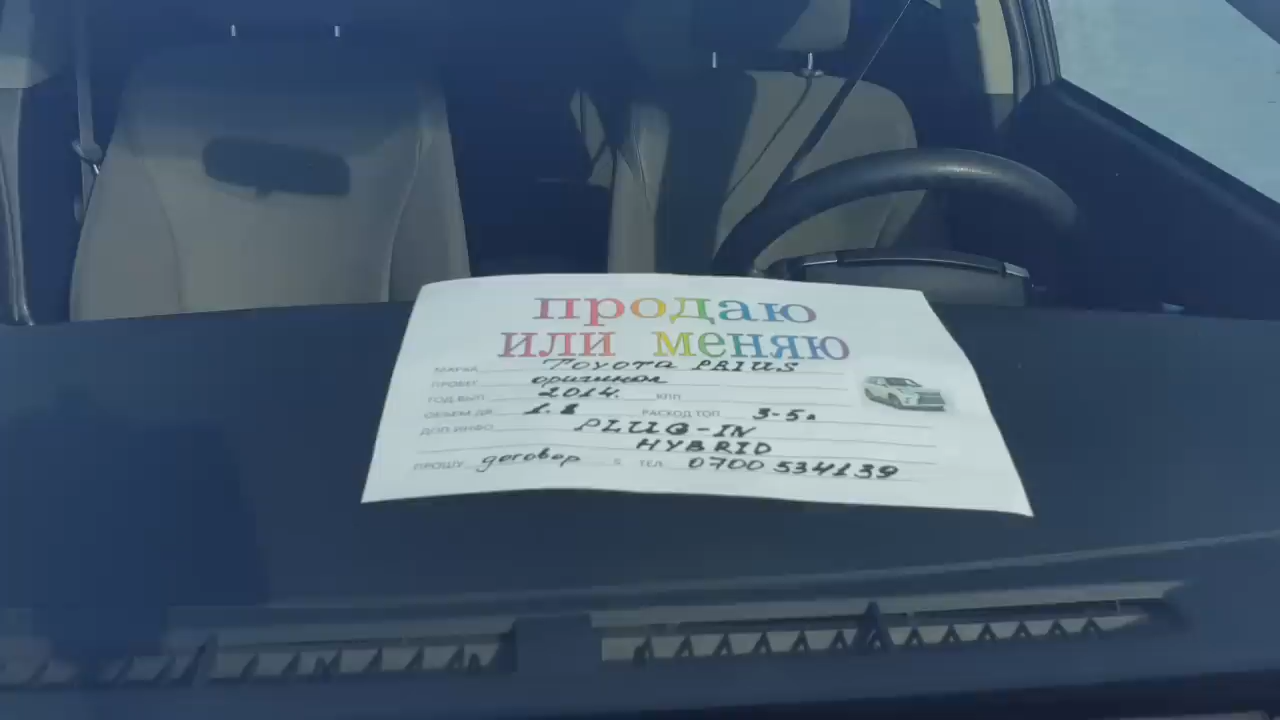 продаю
или меняю
МАРКА TOYOTA PRIUS
ПРОБЕГ оригинал
ГОД ВЫП. 2014. КПП
ОБЪЕМ ДВ. 1.8 РАСХОД ТОП. 3-5л
ДОП.ИНФО PLUG-IN
HYBRID
ПРОШУ договор $ ТЕЛ. 0700 534139